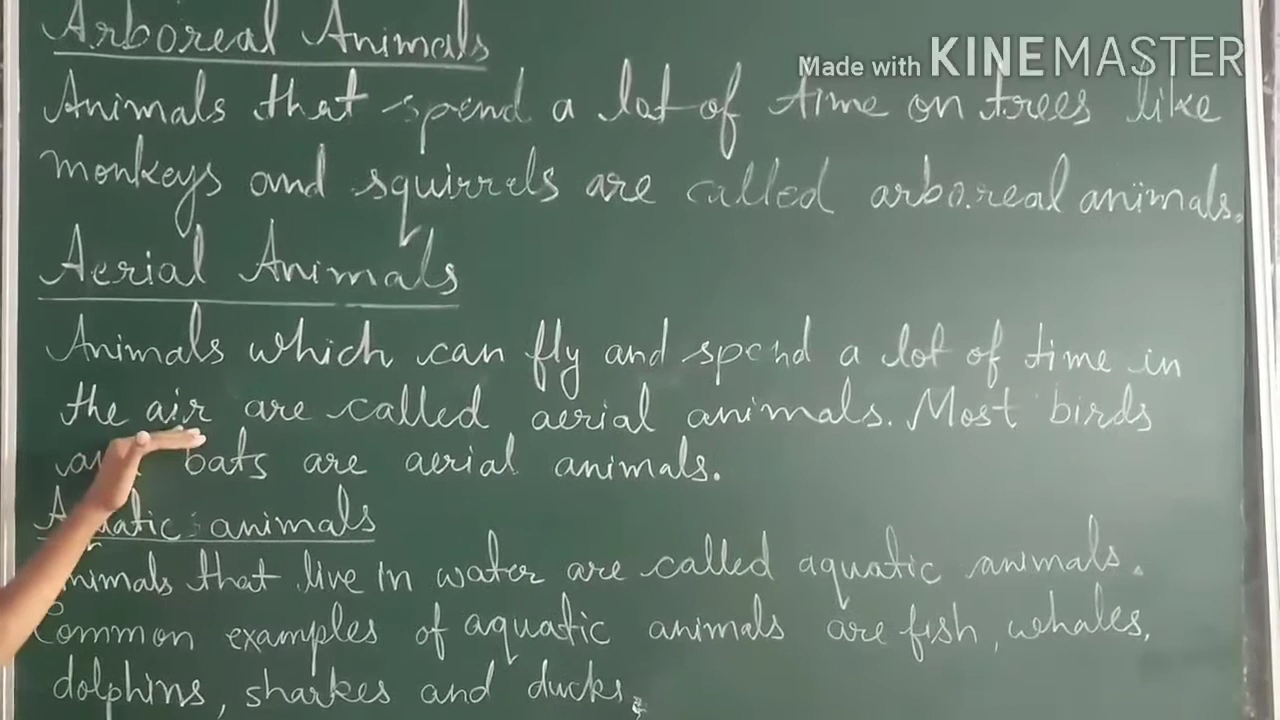 Arboreal Animals
Made with KINEMASTER
Animals that spend a lot of time on trees like
monkeys and squirrels are called arboreal animals.
Aerial Animals
Animals which can fly and spend a lot of time in
the air are called aerial animals. Most birds
bats are aerial animals.
Aquatic animals
Animals that live in water are called aquatic animals.
Common examples of aquatic animals are fish, whales,
dolphins, sharkes and ducks.